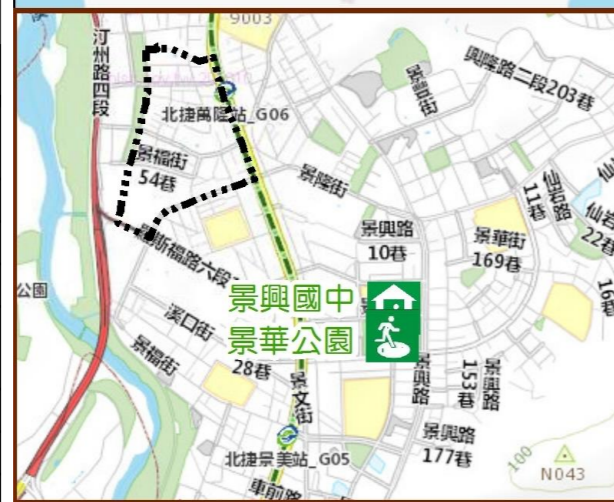 9003
汀州路四段
北捷萬隆站_G06
景豐街
興隆路二段203巷
景福街
54巷
景隆街
仙岩路
11巷
仙岩
22巷
景興路
10巷
景華街
169巷
16巷
公園
羅斯福路六段
景興國中
景華公園
溪口街
景福街
28巷
景文街
景興路
景興路
153巷
景興路
177巷
北捷景美站_G05
車前路
100
N043